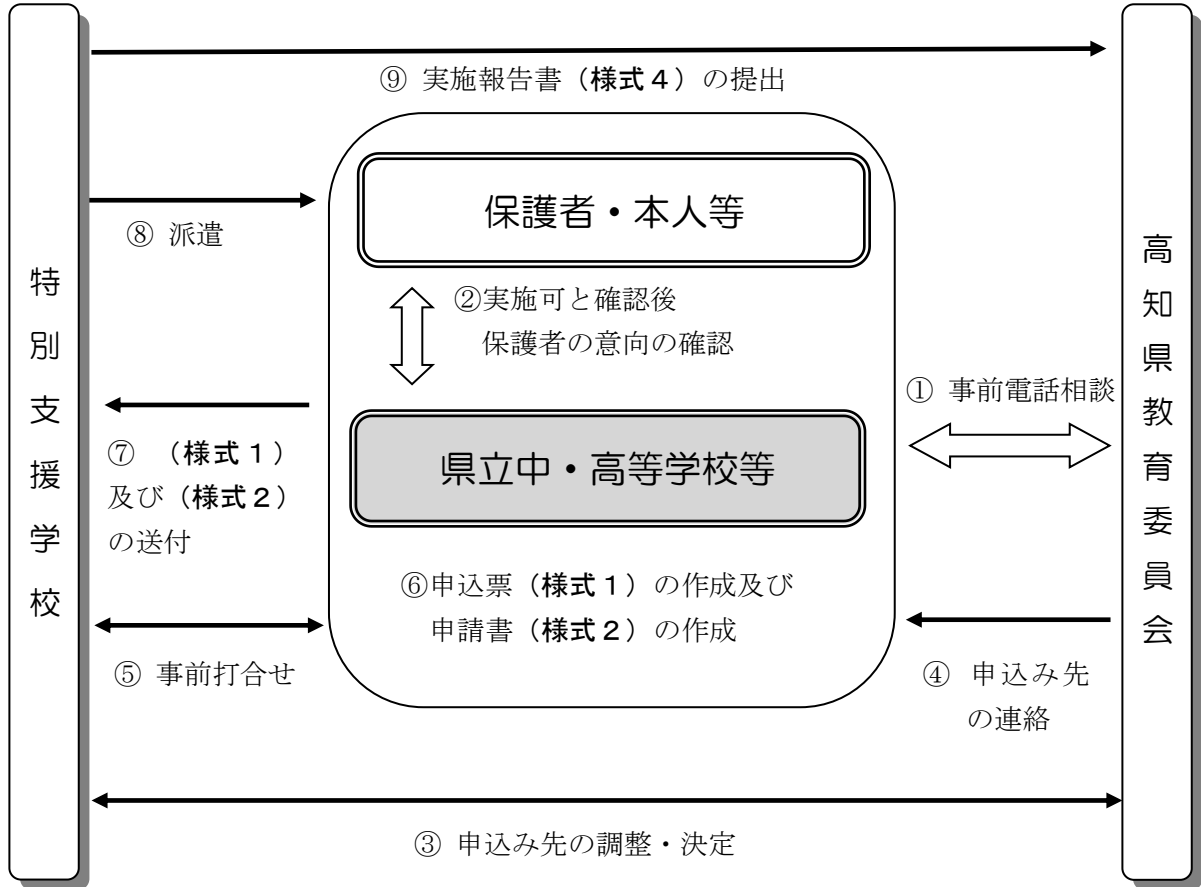 ⑨ 実施報告書（様式４）の提出
保護者・本人等
⑧ 派遣
特別支援学校
高知県教育委員会
②実施可と確認後
保護者の意向の確認
① 事前電話相談
⑦ （様式１）
及び（様式２）
の送付
県立中・高等学校等
⑥申込票（様式１）の作成及び
申請書（様式２）の作成
⑤ 事前打合せ
④ 申込み先
の連絡
③ 申込み先の調整・決定